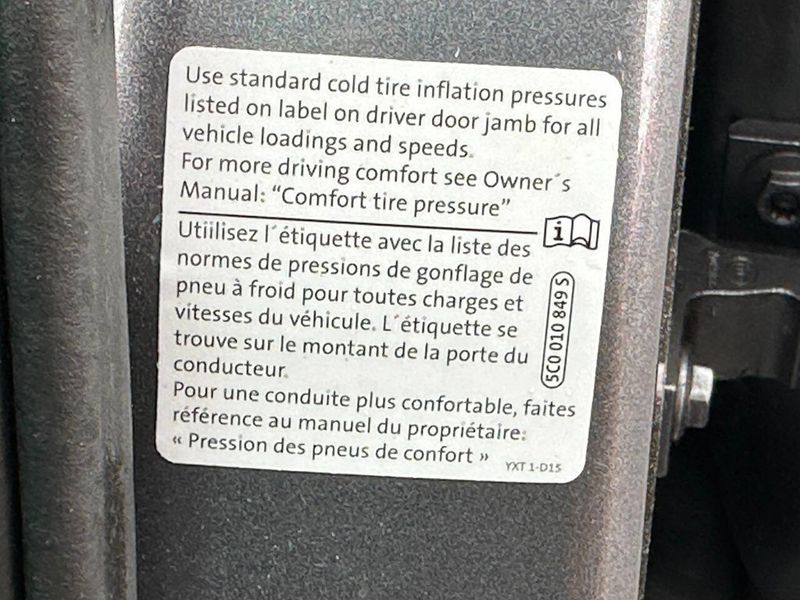 Use standard cold tire inflation pressures
listed on label on driver door jamb for all
vehicle loadings and speeds.
For more driving comfort see Owner´s
Manual: “Comfort tire pressure”
i
Utiilisez l´étiquette avec la liste des
normes de pressions de gonflage de
pneu à froid pour toutes charges et
vitesses du véhicule. L´étiquette se
trouve sur le montant de la porte du
conducteur.
Pour une conduite plus confortable, faites
référence au manuel du propriétaire:
« Pression des pneus de confort »
5C0 010 849 S
YXT 1-D15